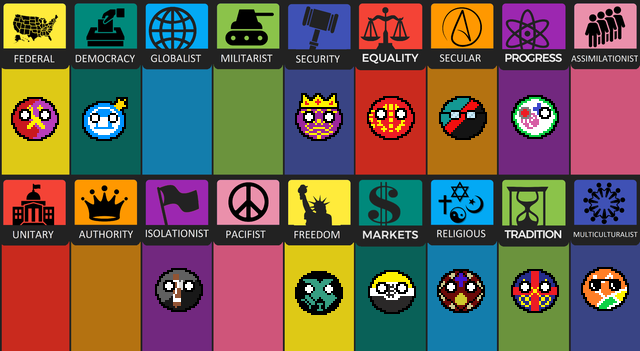 FEDERAL
DEMOCRACY
GLOBALIST
MILITARIST
SECURITY
EQUALITY
SECULAR
PROGRESS
ASSIMILATIONIST
UNITARY
AUTHORITY
ISOLATIONIST
PACIFIST
FREEDOM
MARKETS
RELIGIOUS
TRADITION
MULTICULTURALIST